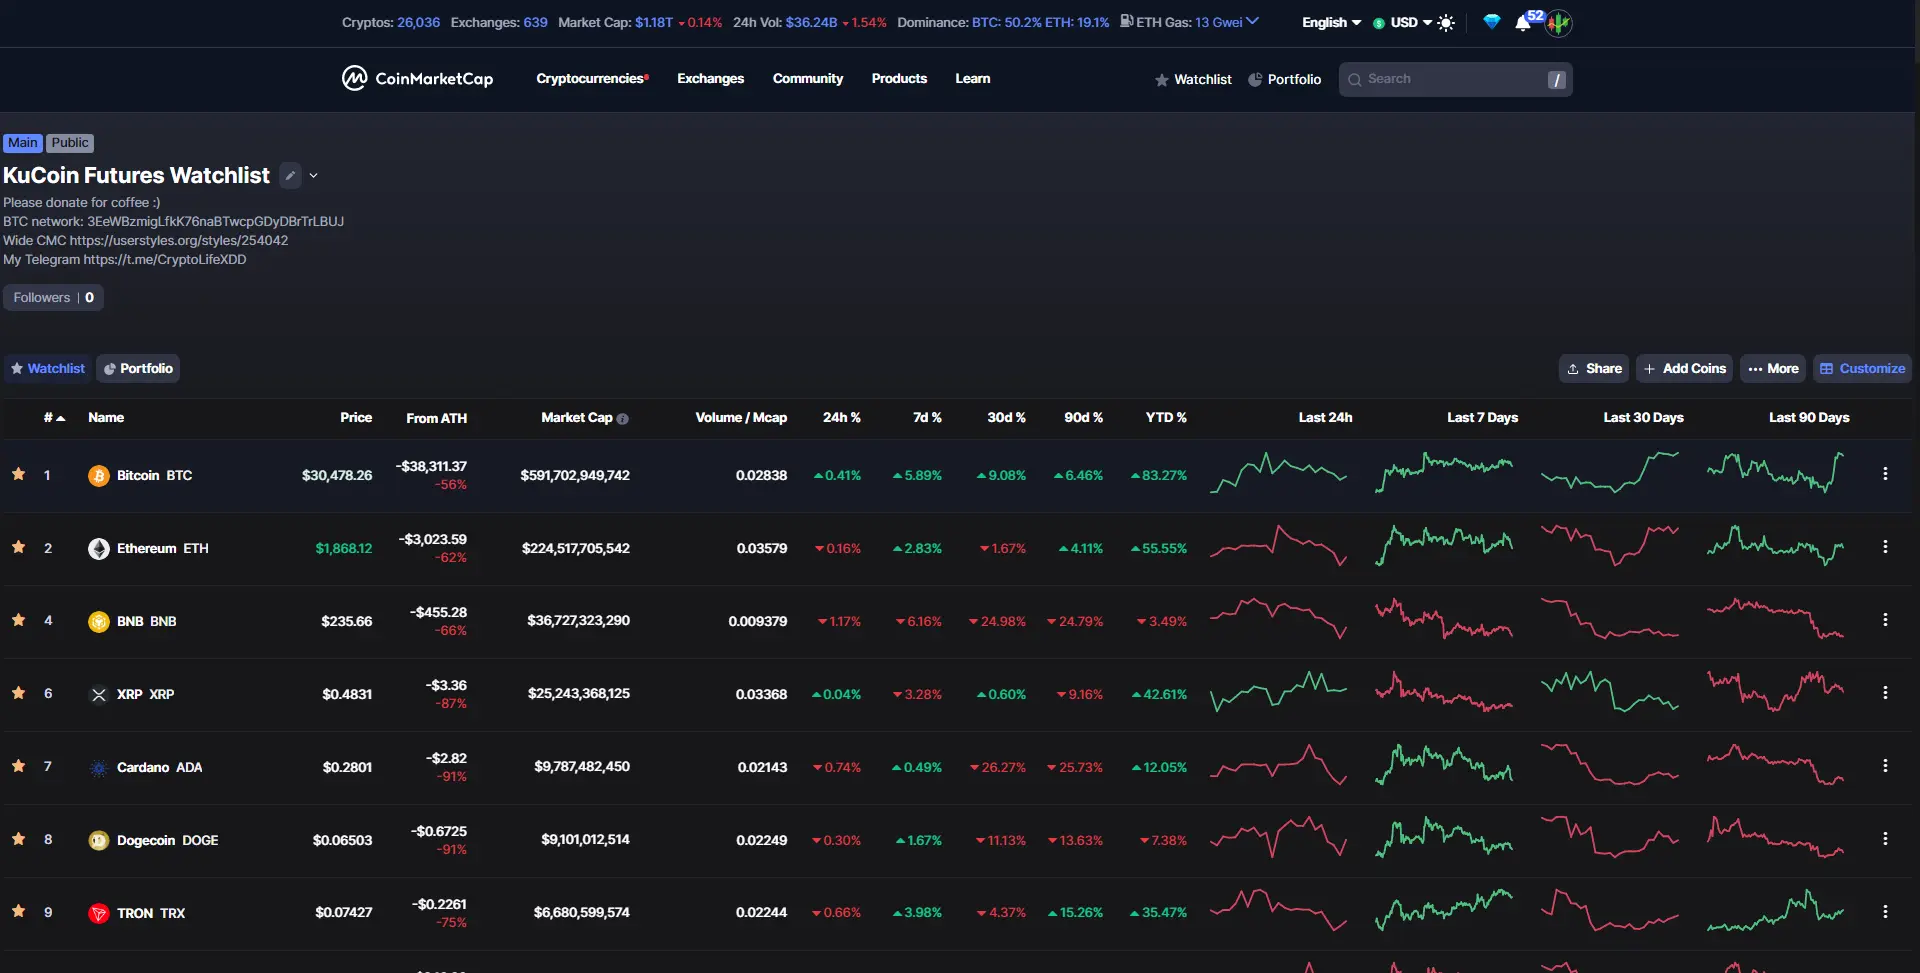 Cryptos: 26,036 Exchanges: 639 Market Cap: $1.18T 0.14% 24h Vol: $36.24B 1.54% Dominance: BTC: 50.2% ETH: 19.1% ETH Gas: 13 Gwei English USD 52
CoinMarketCap Cryptocurrencies Exchanges Community Products Learn Watchlist Portfolio Search /
Main Public
KuCoin Futures Watchlist
Please donate for coffee :)
BTC network: 3EeWBzmigLfkK76naBTwcpGDyDBrTrLBUJ
Wide CMC https://userstyles.org/styles/254042
My Telegram https://t.me/CryptoLifeXDD
Followers | 0
Watchlist Portfolio Share + Add Coins ••• More Customize
# Name Price From ATH Market Cap Volume / Mcap 24h % 7d % 30d % 90d % YTD % Last 24h Last 7 Days Last 30 Days Last 90 Days
1 Bitcoin BTC $30,478.26 -$38,311.37 -56% $591,702,949,742 0.02838 0.41% 5.89% 9.08% 6.46% 83.27%
2 Ethereum ETH $1,868.12 -$3,023.59 -62% $224,517,705,542 0.03579 0.16% 2.83% 1.67% 4.11% 55.55%
4 BNB BNB $235.66 -$455.28 -66% $36,727,323,290 0.009379 1.17% 6.16% 24.98% 24.79% 3.49%
6 XRP XRP $0.4831 -$3.36 -87% $25,243,368,125 0.03368 0.04% 3.28% 0.60% 9.16% 42.61%
7 Cardano ADA $0.2801 -$2.82 -91% $9,787,482,450 0.02143 0.74% 0.49% 26.27% 25.73% 12.05%
8 Dogecoin DOGE $0.06503 -$0.6725 -91% $9,101,012,514 0.02249 0.30% 1.67% 11.13% 13.63% 7.38%
9 TRON TRX $0.07427 -$0.2261 -75% $6,680,599,574 0.02244 0.66% 3.98% 4.37% 15.26% 35.47%